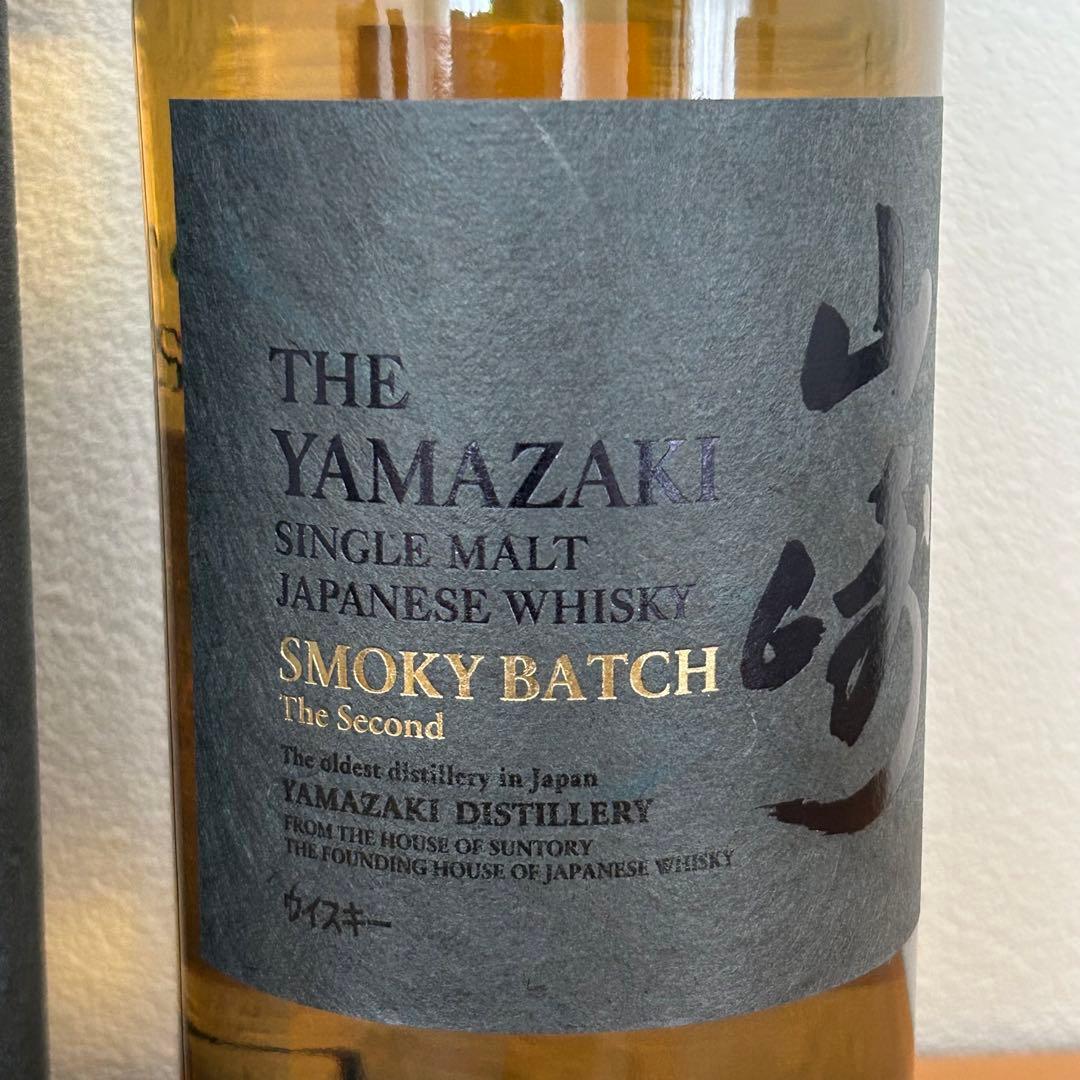 THE
YAMAZAKI
SINGLE MALT
JAPANESE WHISKY
SMOKY BATCH
The Second
The oldest distillery in Japan
YAMAZAKI DISTILLERY
FROM THE HOUSE OF SUNTORY
THE FOUNDING HOUSE OF JAPANESE WHISKY
ウイスキー
山崎